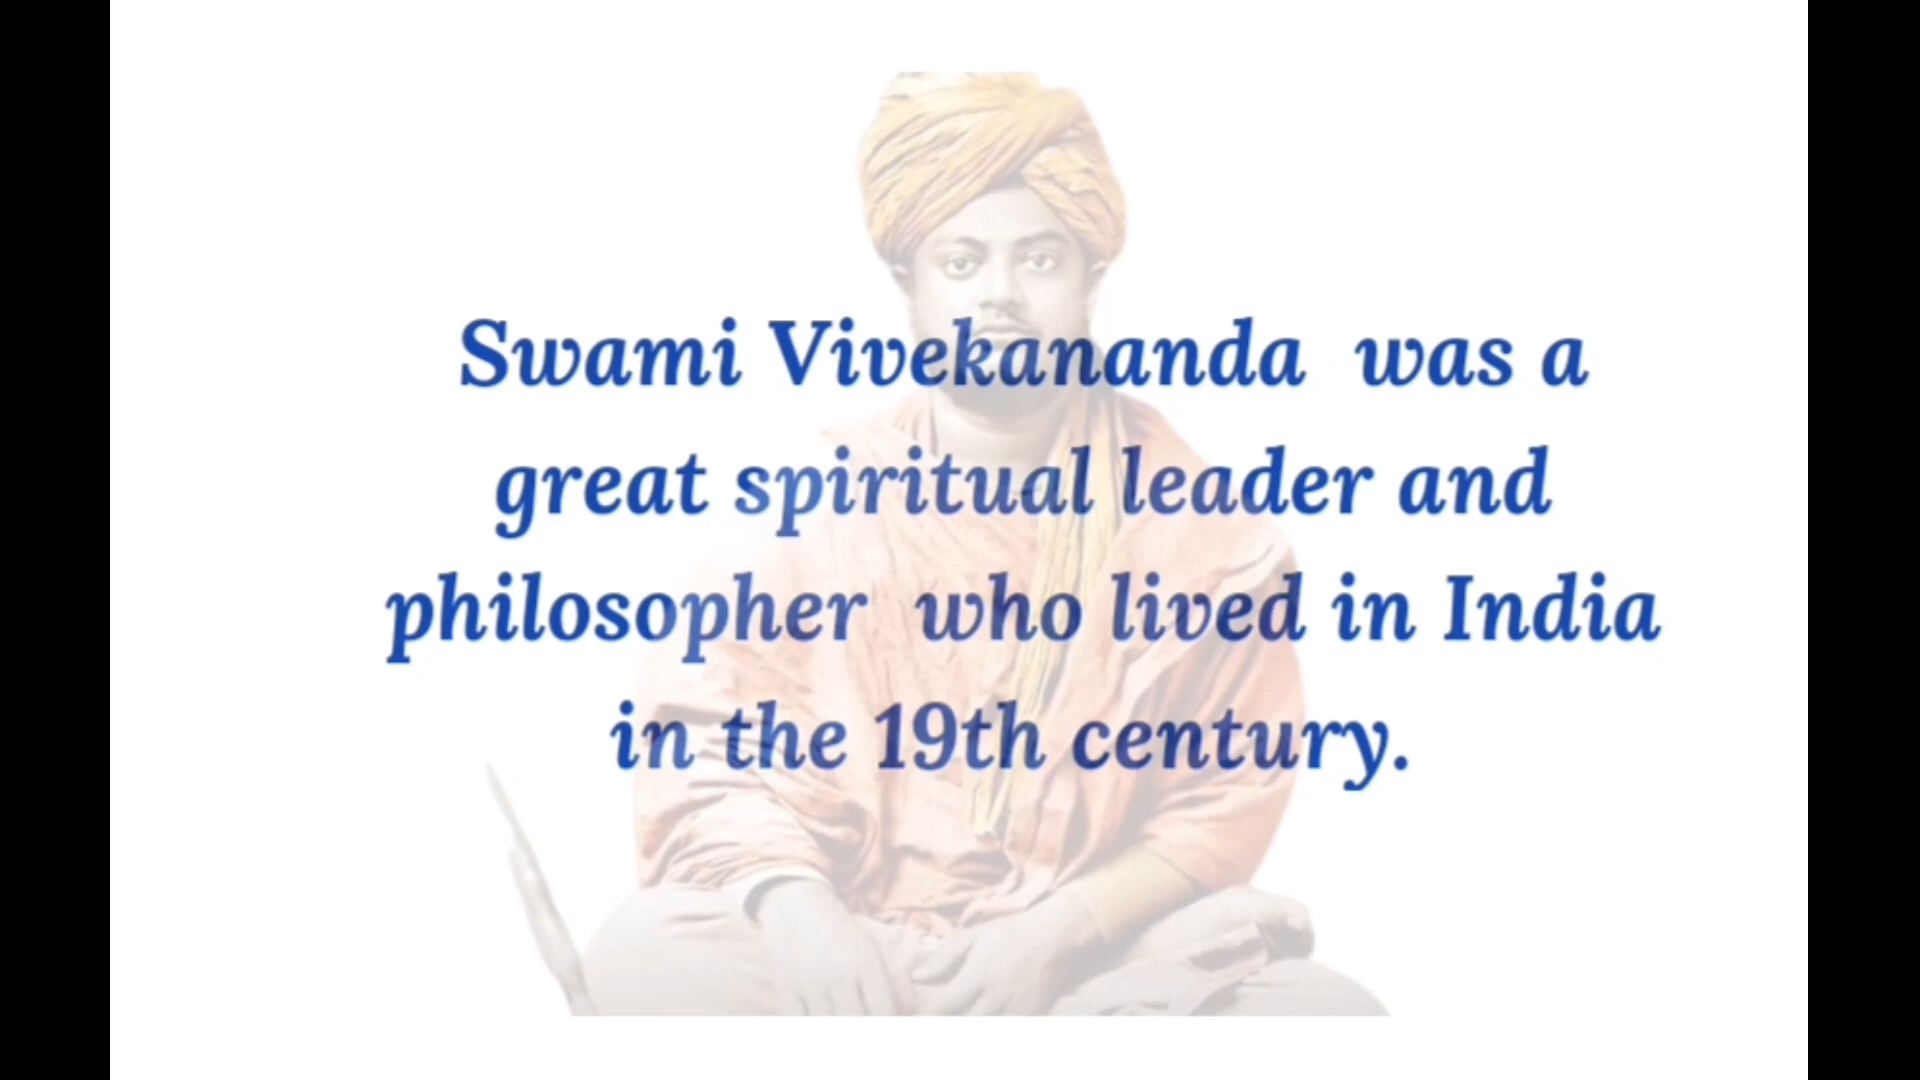 Swami Vivekananda  was a
great spiritual leader and
philosopher  who lived in India
in the 19th century.